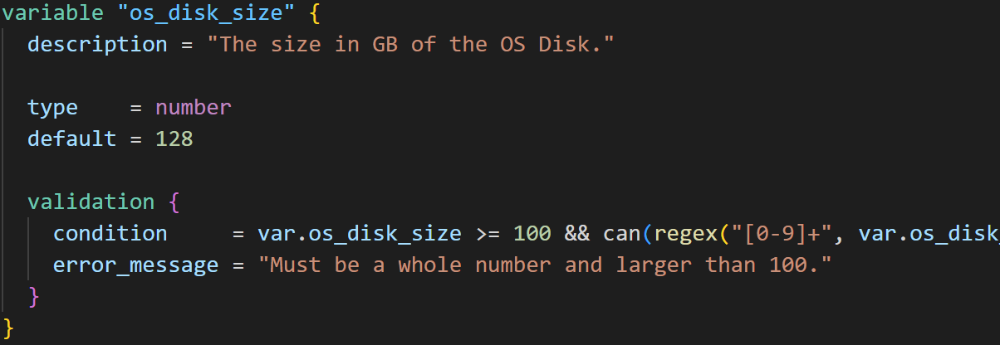 variable "os_disk_size" {
  description = "The size in GB of the OS Disk."

  type    = number
  default = 128

  validation {
    condition     = var.os_disk_size >= 100 && can(regex("[0-9]+", var.os_disk
    error_message = "Must be a whole number and larger than 100."
  }
}